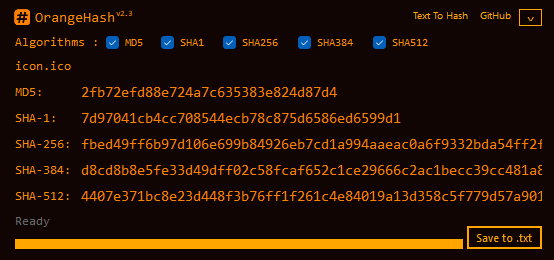 # OrangeHash v2.3 Text To Hash GitHub
Algorithms : MD5 SHA1 SHA256 SHA384 SHA512
icon.ico
MD5: 2fb72efd88e724a7c635383e824d87d4
SHA-1: 7d97041cb4cc708544ecb78c875d6586ed6599d1
SHA-256: fbed49ff6b97d106e699b84926eb7cd1a994aaeac0a6f9332bda54ff2f
SHA-384: d8cd8b8e5fe33d49dff02c58fcaf652c1ce29666c2ac1becc39cc481a8
SHA-512: 4407e371bc8e23d448f3b76ff1f261c4e84019a13d358c5f779d57a901
Ready
Save to .txt